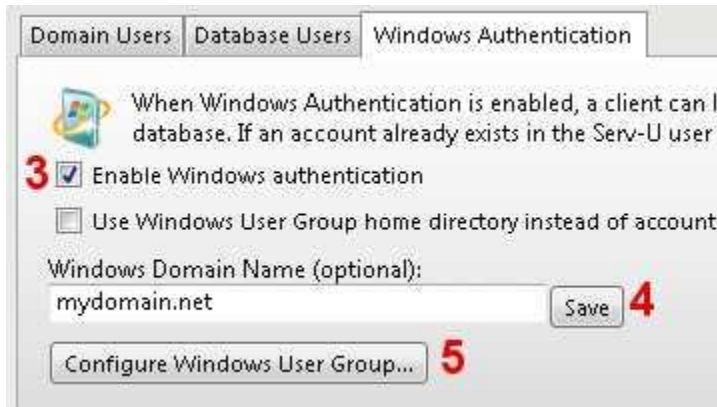 Domain Users Database Users Windows Authentication
When Windows Authentication is enabled, a client can
database. If an account already exists in the Serv-U user
3 Enable Windows authentication
Use Windows User Group home directory instead of account
Windows Domain Name (optional):
mydomain.net Save 4
Configure Windows User Group... 5